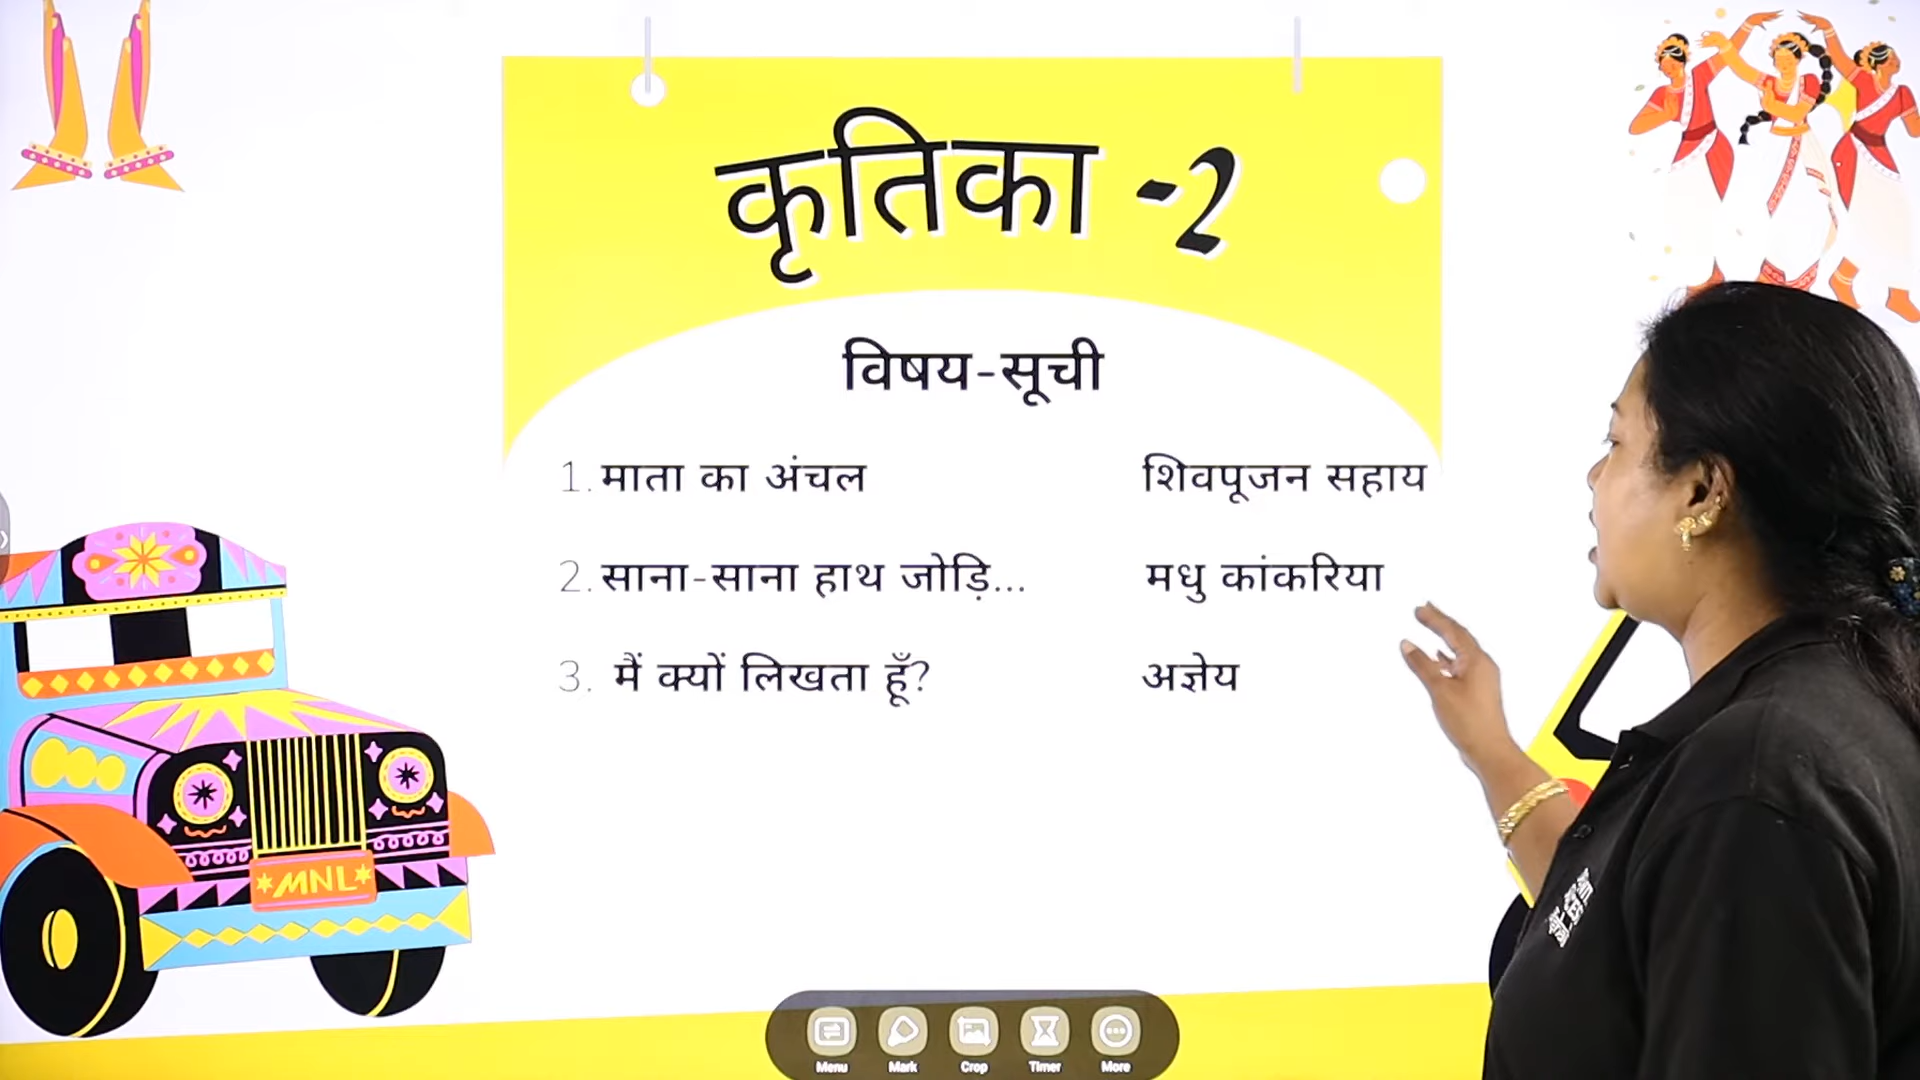 कृतिका -2
विषय-सूची
1. माता का अंचल शिवपूजन सहाय
2. साना-साना हाथ जोड़ि... मधु कांकरिया
3. मैं क्यों लिखता हूँ? अज्ञेय
MNL
Menu Mark Crop Timer More